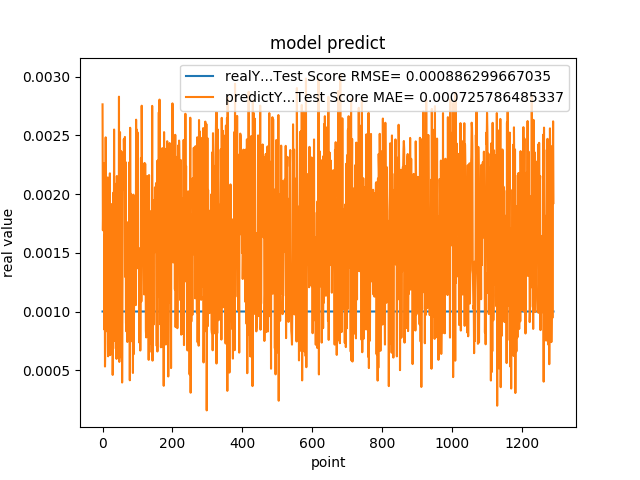 model predict
realY...Test Score RMSE= 0.000886299667035
predictY...Test Score MAE= 0.000725786485337
0.0030
0.0025
0.0020
0.0015
0.0010
0.0005
real value
0 200 400 600 800 1000 1200
point